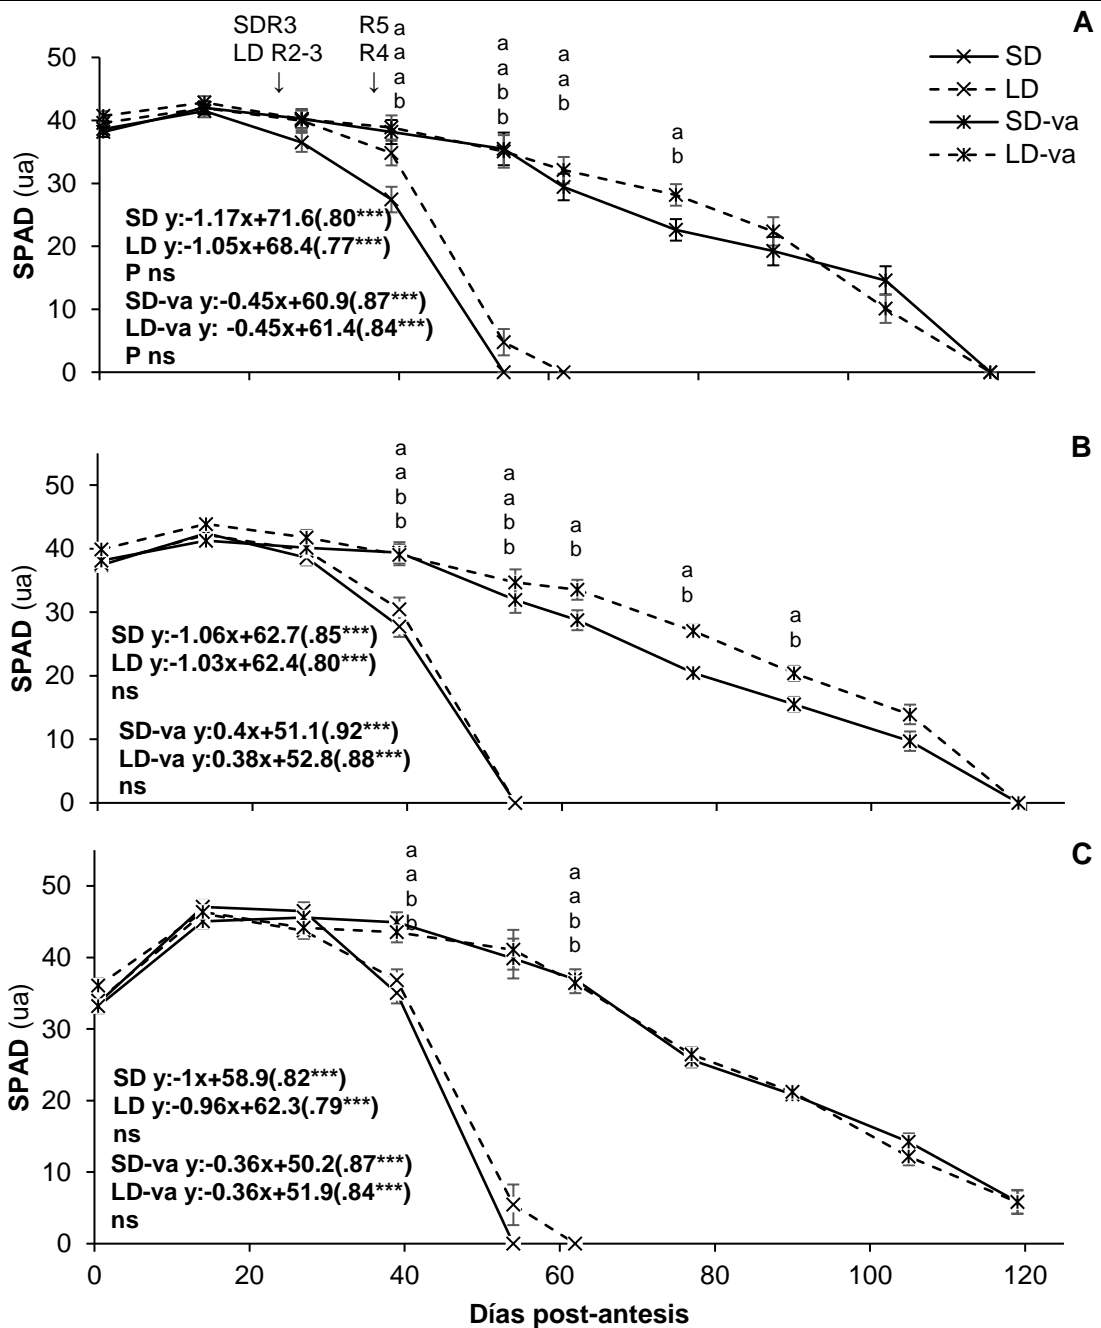 A
SDR3
LD R2-3
R5
R4
a
a
a
b
a
a
b
b
a
a
b
a
b
SD
LD
SD-va
LD-va
50
40
30
20
10
0
SPAD (ua)
SD y:-1.17x+71.6(.80***)
LD y:-1.05x+68.4(.77***)
P ns
SD-va y:-0.45x+60.9(.87***)
LD-va y: -0.45x+61.4(.84***)
P ns
B
a
a
b
b
a
a
b
b
a
b
a
b
a
b
50
40
30
20
10
0
SPAD (ua)
SD y:-1.06x+62.7(.85***)
LD y:-1.03x+62.4(.80***)
ns
SD-va y:0.4x+51.1(.92***)
LD-va y:0.38x+52.8(.88***)
ns
C
a
a
b
b
a
a
b
b
50
40
30
20
10
0
SPAD (ua)
SD y:-1x+58.9(.82***)
LD y:-0.96x+62.3(.79***)
ns
SD-va y:-0.36x+50.2(.87***)
LD-va y:-0.36x+51.9(.84***)
ns
0 20 40 60 80 100 120
Días post-antesis